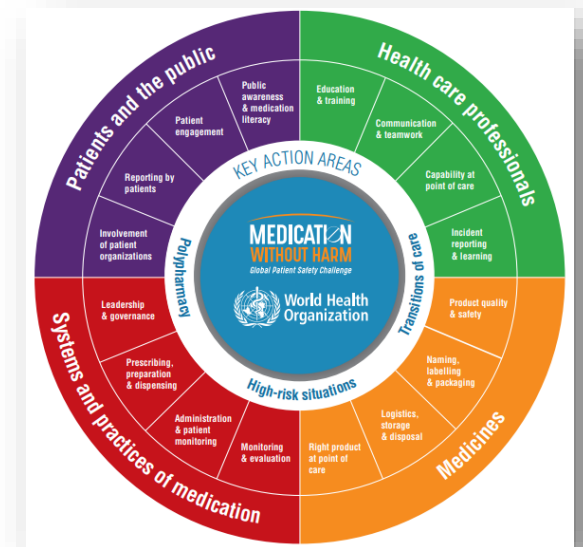 Patients and the public
Public
awareness
& medication
literacy
Patient
engagement
Reporting by
patients
Involvement
of patient
organizations
Health care professionals
Education
& training
Communication
& teamwork
Capability at
point of care
Incident
reporting
& learning
Medicines
Product quality
& safety
Naming,
labelling
& packaging
Logistics,
storage
& disposal
Right product
at point of
care
Systems and practices of medication
Leadership
& governance
Prescribing,
preparation
& dispensing
Administration
& patient
monitoring
Monitoring
& evaluation
KEY ACTION AREAS
Polypharmacy
Transitions of care
High-risk situations
MEDICATION
WITHOUT HARM
Global Patient Safety Challenge
World Health
Organization